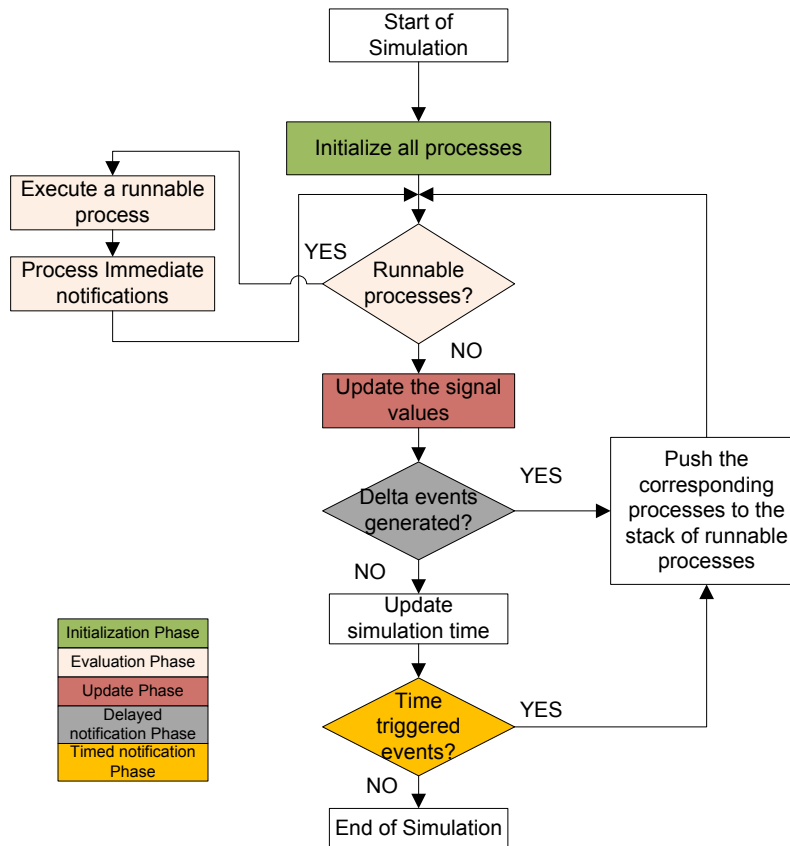 Start of
Simulation
Initialize all processes
Execute a runnable
process
Process Immediate
notifications
YES
Runnable
processes?
NO
Update the signal
values
Delta events
generated?
YES
Push the
corresponding
processes to the
stack of runnable
processes
NO
Update
simulation time
Time
triggered
events?
YES
NO
End of Simulation
Initialization Phase
Evaluation Phase
Update Phase
Delayed
notification Phase
Timed notification
Phase